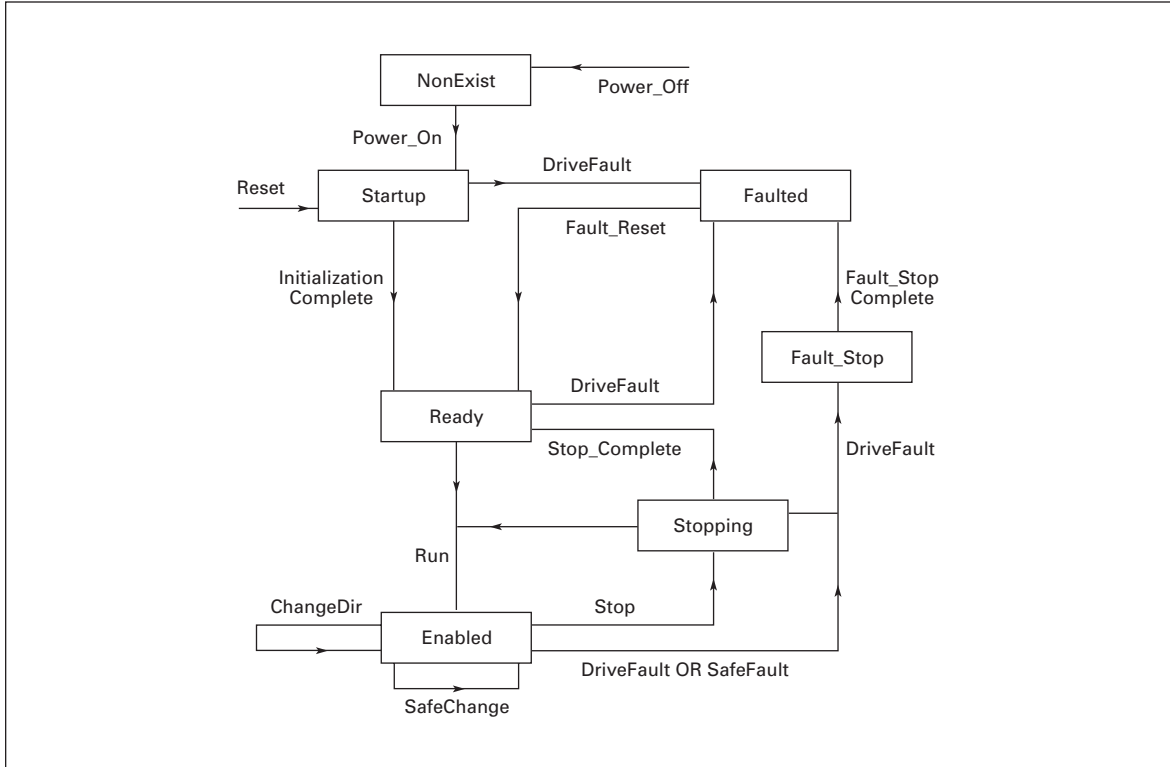 NonExist
Power_Off
Power_On
DriveFault
Reset
Startup
Faulted
Fault_Reset
Initialization
Complete
Fault_Stop
Complete
Fault_Stop
DriveFault
Ready
Stop_Complete
DriveFault
Stopping
Run
ChangeDir
Stop
Enabled
DriveFault OR SafeFault
SafeChange